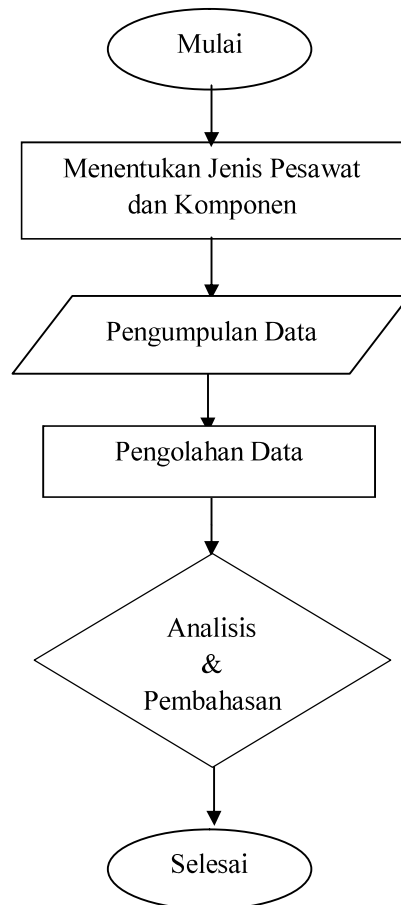 Mulai
Menentukan Jenis Pesawat
dan Komponen
Pengumpulan Data
Pengolahan Data
Analisis
&
Pembahasan
Selesai